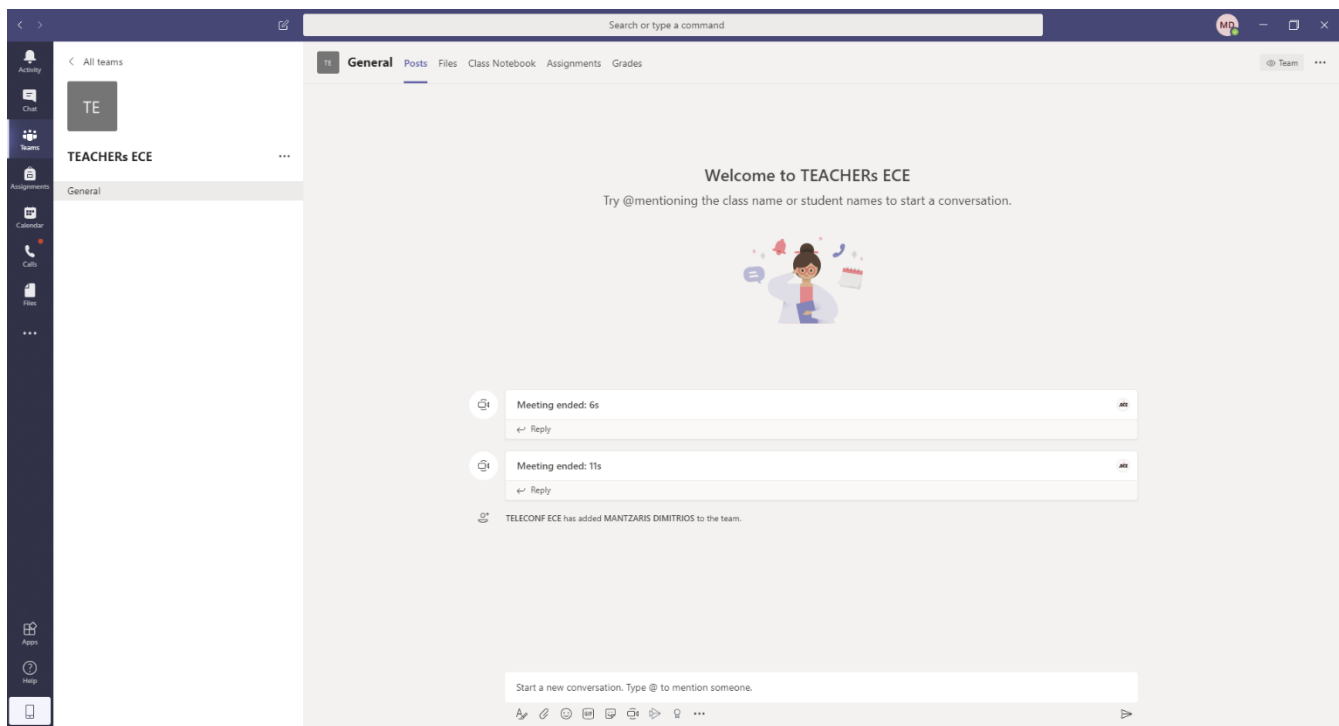 Search or type a command
MD
Activity
Chat
Teams
Assignments
Calendar
Calls
Files
Apps
Help
All teams
TE
TEACHERs ECE
General
TE General Posts Files Class Notebook Assignments Grades
Team
Welcome to TEACHERs ECE
Try @mentioning the class name or student names to start a conversation.
Meeting ended: 6s
Reply
Meeting ended: 11s
Reply
TELECONF ECE has added MANTZARIS DIMITRIOS to the team.
Start a new conversation. Type @ to mention someone.
GIF